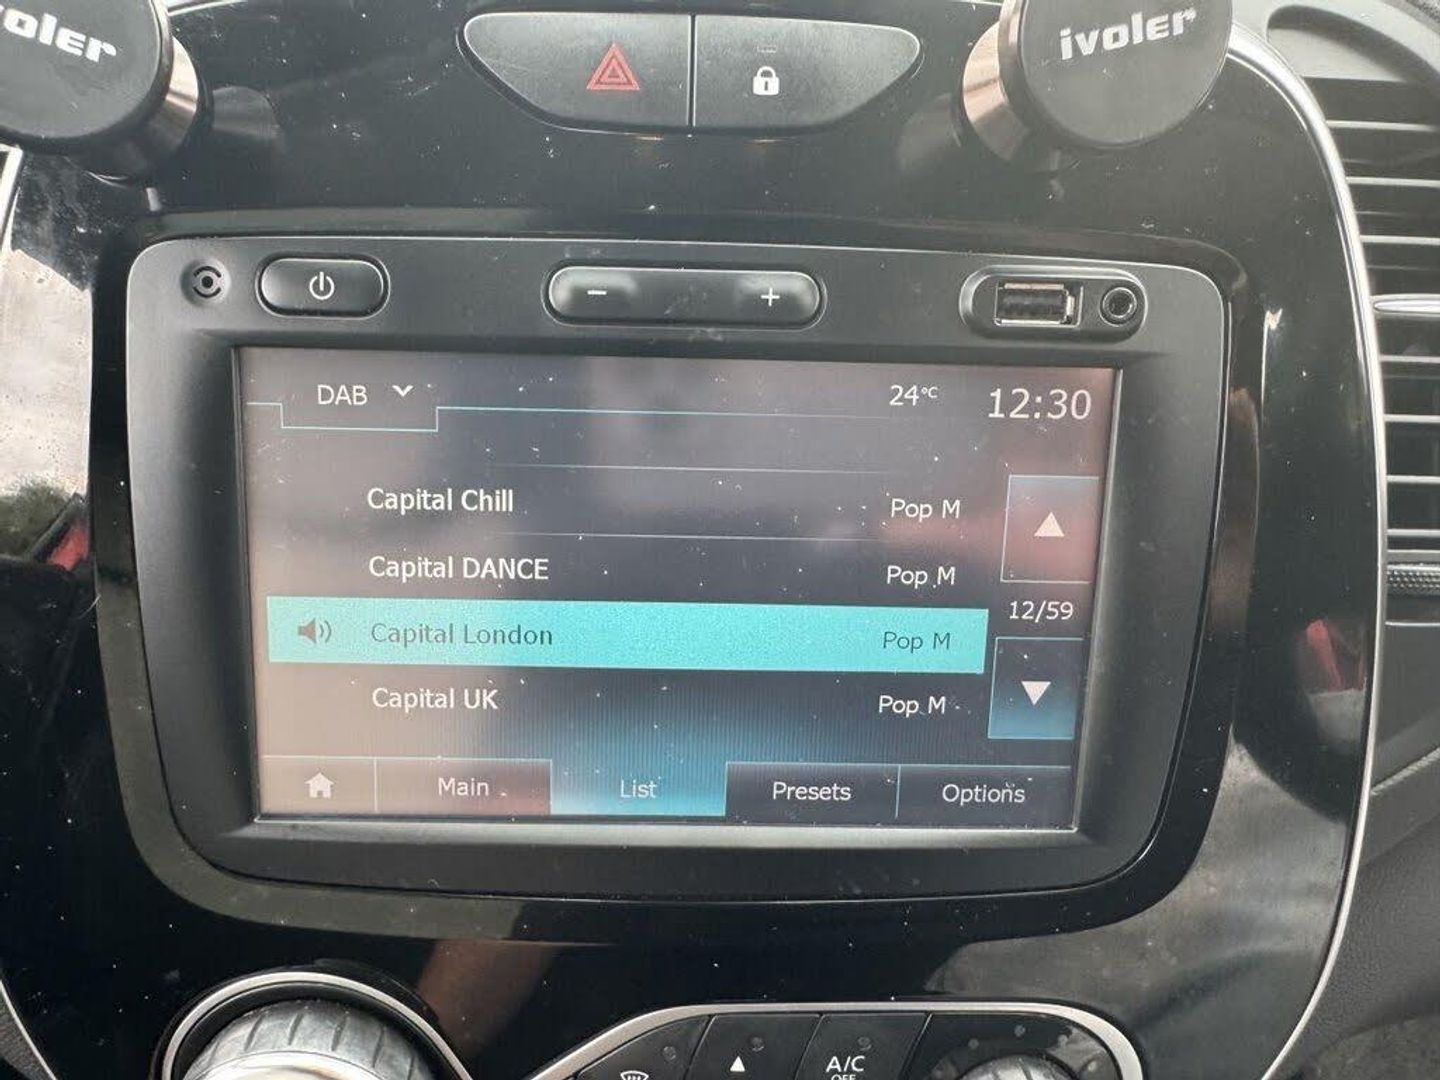 ivoler
ivoler
DAB
24°C
12:30
Capital Chill
Pop M
Capital DANCE
Pop M
12/59
Capital London
Pop M
Capital UK
Pop M
Main
List
Presets
Options
A/C
OFF